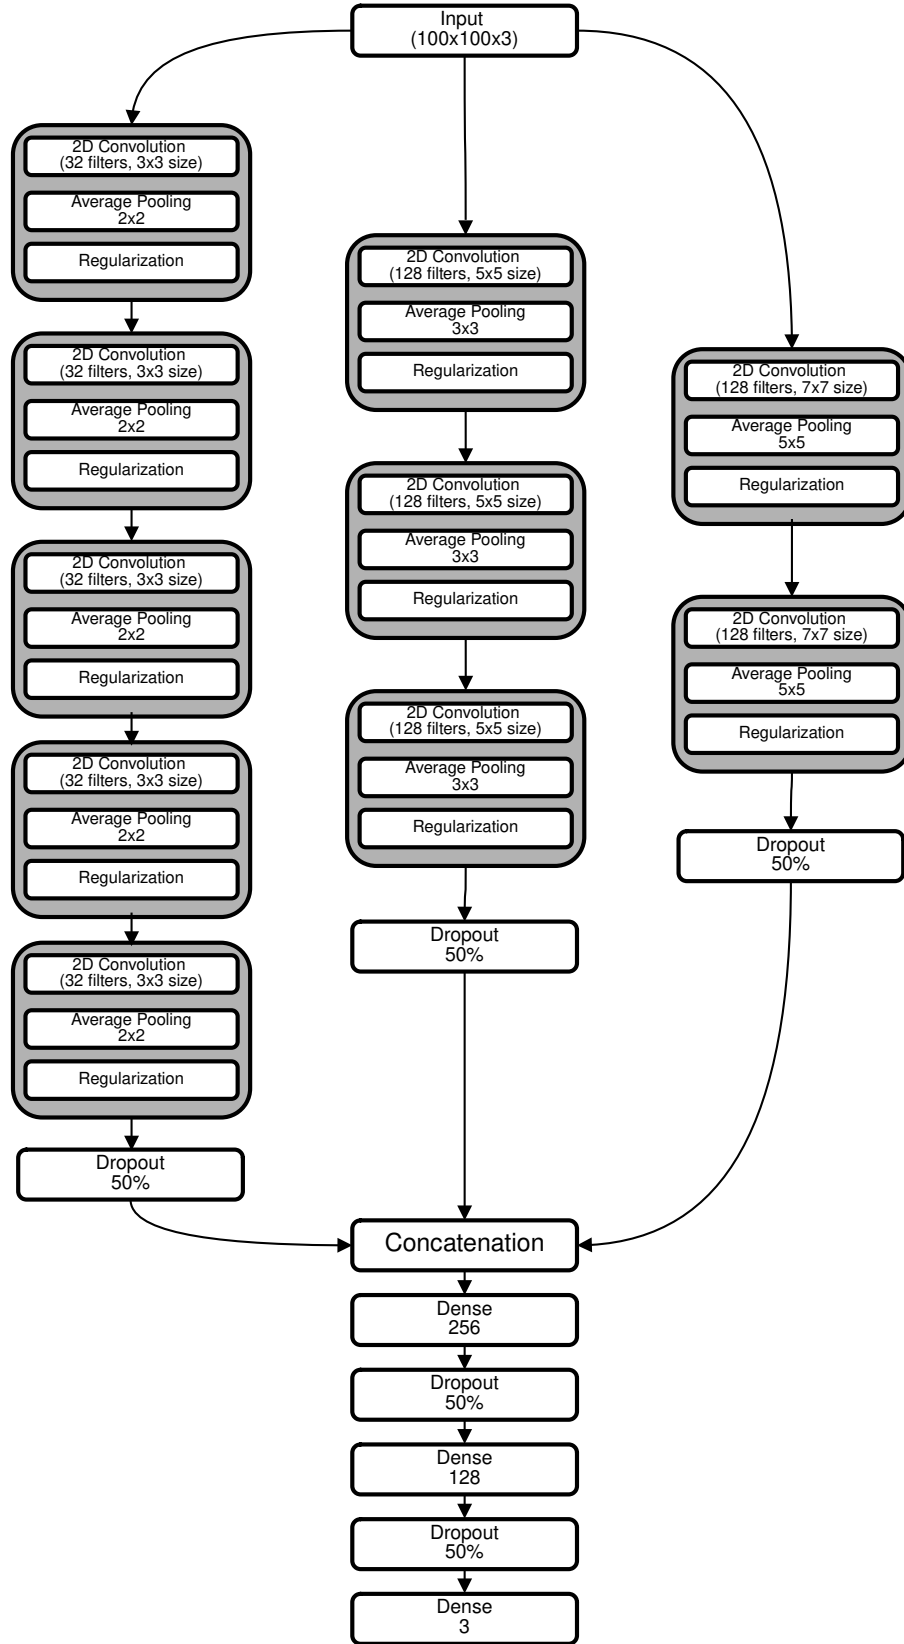 Input
(100x100x3)
2D Convolution
(32 filters, 3x3 size)
Average Pooling
2x2
Regularization
2D Convolution
(32 filters, 3x3 size)
Average Pooling
2x2
Regularization
2D Convolution
(32 filters, 3x3 size)
Average Pooling
2x2
Regularization
2D Convolution
(32 filters, 3x3 size)
Average Pooling
2x2
Regularization
2D Convolution
(32 filters, 3x3 size)
Average Pooling
2x2
Regularization
Dropout
50%
2D Convolution
(128 filters, 5x5 size)
Average Pooling
3x3
Regularization
2D Convolution
(128 filters, 5x5 size)
Average Pooling
3x3
Regularization
2D Convolution
(128 filters, 5x5 size)
Average Pooling
3x3
Regularization
Dropout
50%
2D Convolution
(128 filters, 7x7 size)
Average Pooling
5x5
Regularization
2D Convolution
(128 filters, 7x7 size)
Average Pooling
5x5
Regularization
Dropout
50%
Concatenation
Dense
256
Dropout
50%
Dense
128
Dropout
50%
Dense
3